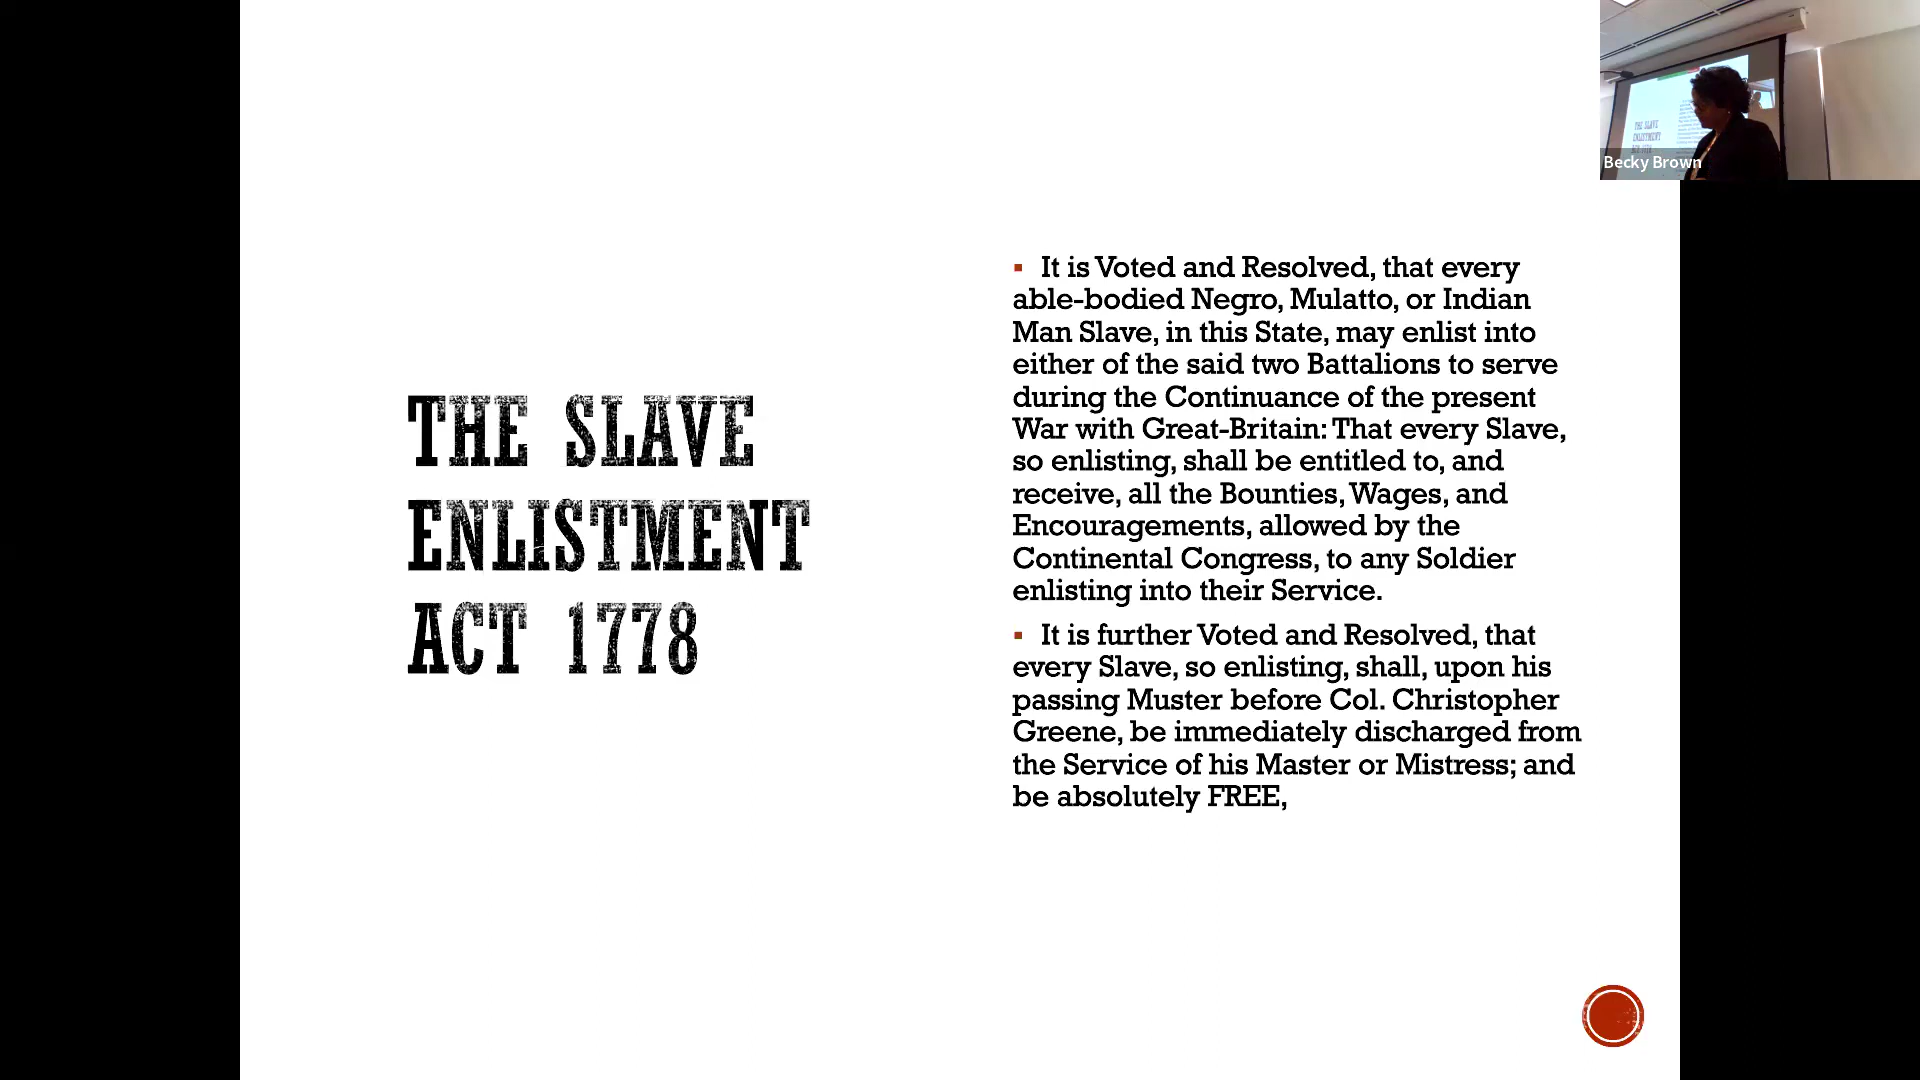 THE SLAVE
ENLISTMENT
ACT 1778
▪ It is Voted and Resolved, that every
able-bodied Negro, Mulatto, or Indian
Man Slave, in this State, may enlist into
either of the said two Battalions to serve
during the Continuance of the present
War with Great-Britain: That every Slave,
so enlisting, shall be entitled to, and
receive, all the Bounties, Wages, and
Encouragements, allowed by the
Continental Congress, to any Soldier
enlisting into their Service.
▪ It is further Voted and Resolved, that
every Slave, so enlisting, shall, upon his
passing Muster before Col. Christopher
Greene, be immediately discharged from
the Service of his Master or Mistress; and
be absolutely FREE,
THE SLAVE
ENLISTMENT
Becky Brown